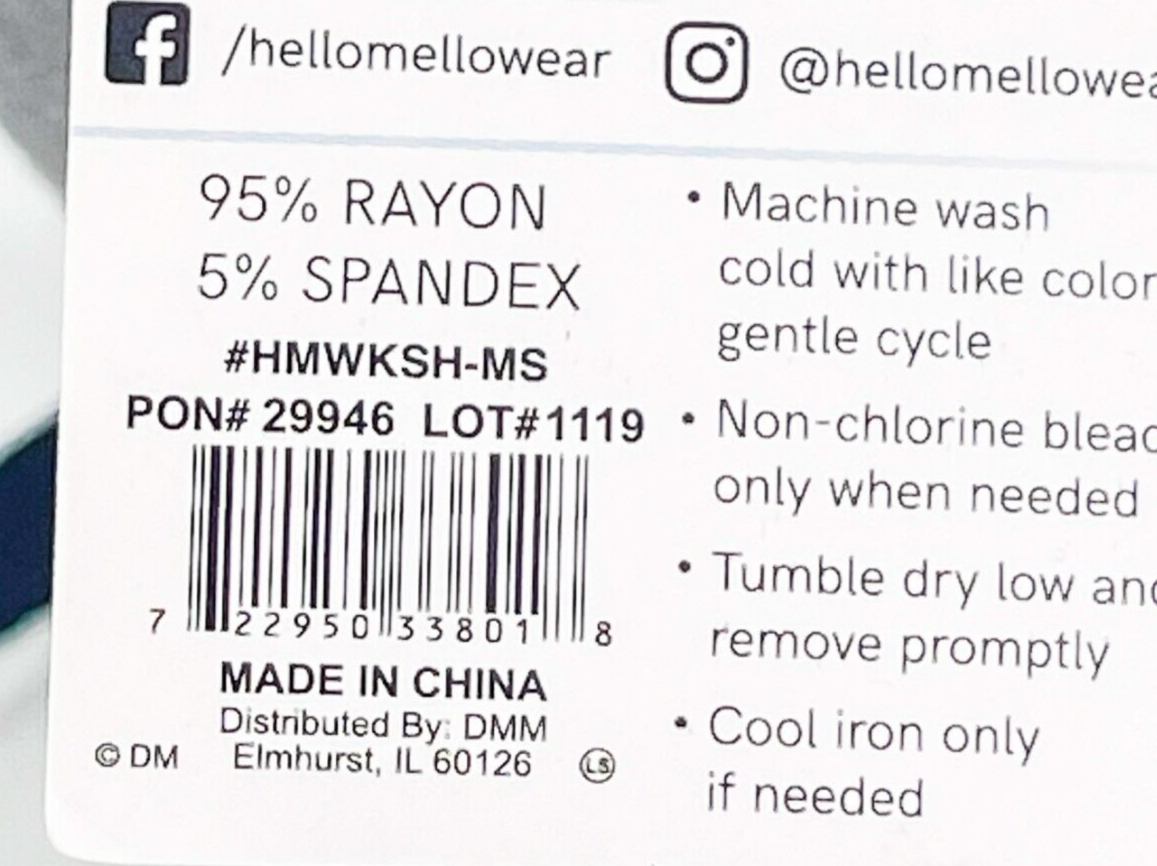 /hellomellowear @hellomellowea
95% RAYON
5% SPANDEX
#HMWKSH-MS
PON# 29946 LOT#1119
7 22950 33801 8
MADE IN CHINA
Distributed By: DMM
© DM Elmhurst, IL 60126 LS
• Machine wash
cold with like color
gentle cycle
• Non-chlorine bleac
only when needed
• Tumble dry low and
remove promptly
• Cool iron only
if needed